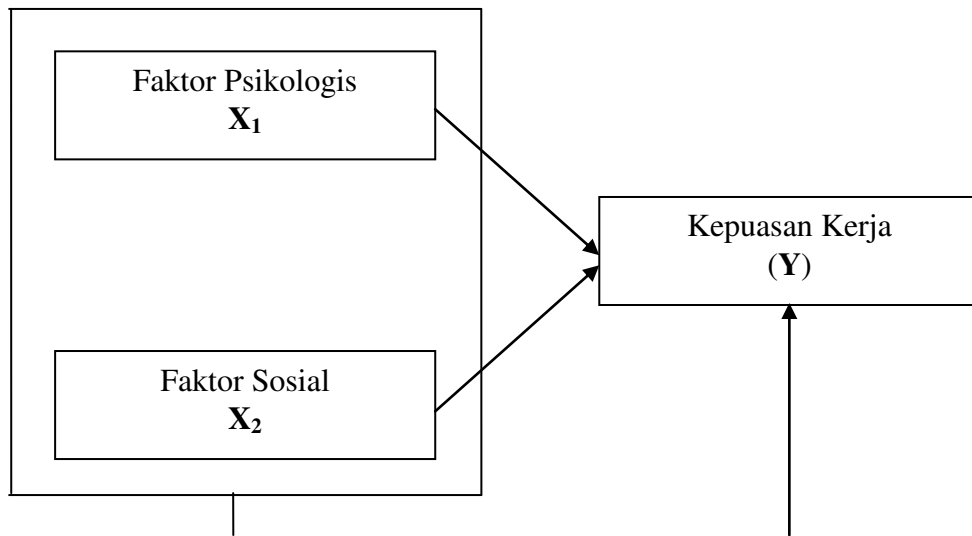 Faktor Psikologis
X₁
Kepuasan Kerja
(Y)
Faktor Sosial
X₂